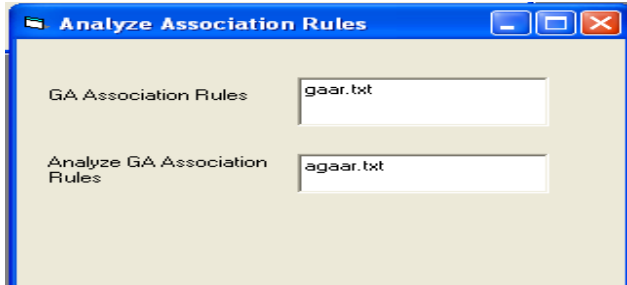 Analyze Association Rules
GA Association Rules
gaar.txt
Analyze GA Association
Rules
agaar.txt